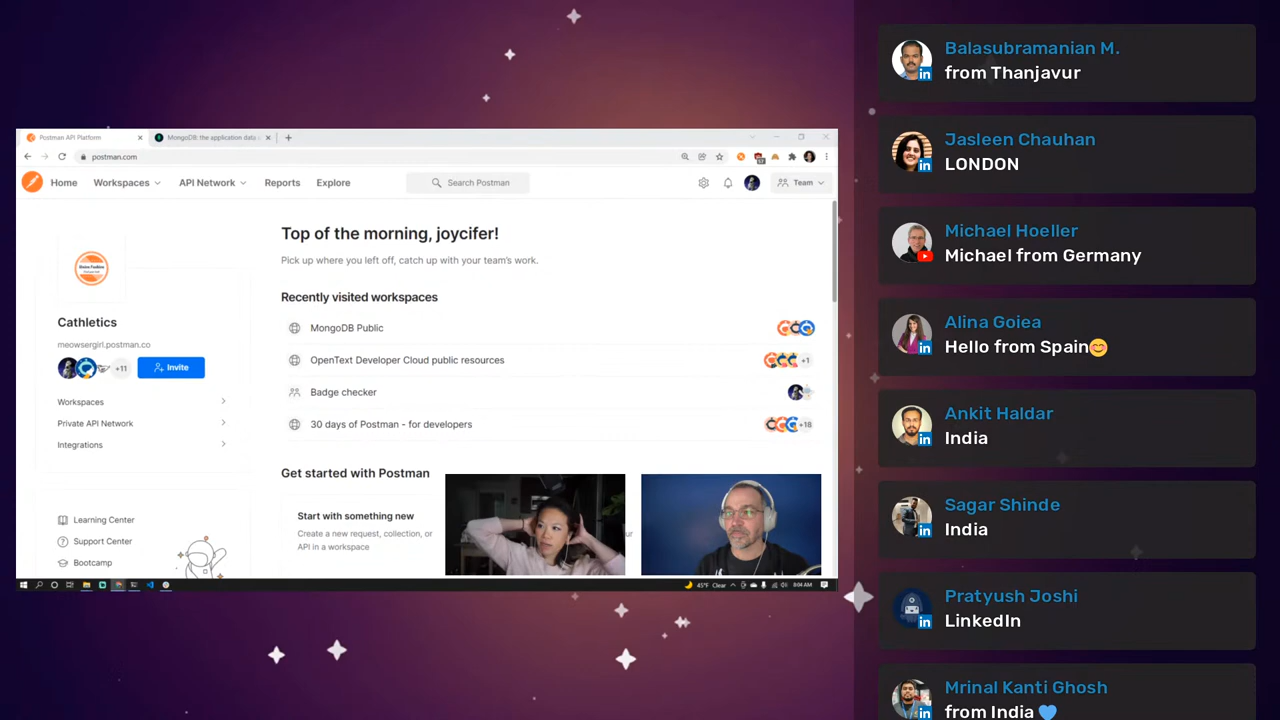 Postman API Platform
MongoDB: the application data
postman.com
Home
Workspaces
API Network
Reports
Explore
Search Postman
Team
Top of the morning, joycifer!
Pick up where you left off, catch up with your team's work.
Cathletics
meowsergirl.postman.co
+11
Invite
Workspaces
Private API Network
Integrations
Learning Center
Support Center
Bootcamp
Recently visited workspaces
MongoDB Public
OpenText Developer Cloud public resources
+1
Badge checker
30 days of Postman - for developers
+18
Get started with Postman
Start with something new
Create a new request, collection, or
API in a workspace
45°F Clear
8:04 AM
Balasubramanian M.
from Thanjavur
Jasleen Chauhan
LONDON
Michael Hoeller
Michael from Germany
Alina Goiea
Hello from Spain😊
Ankit Haldar
India
Sagar Shinde
India
Pratyush Joshi
LinkedIn
Mrinal Kanti Ghosh
from India 💙